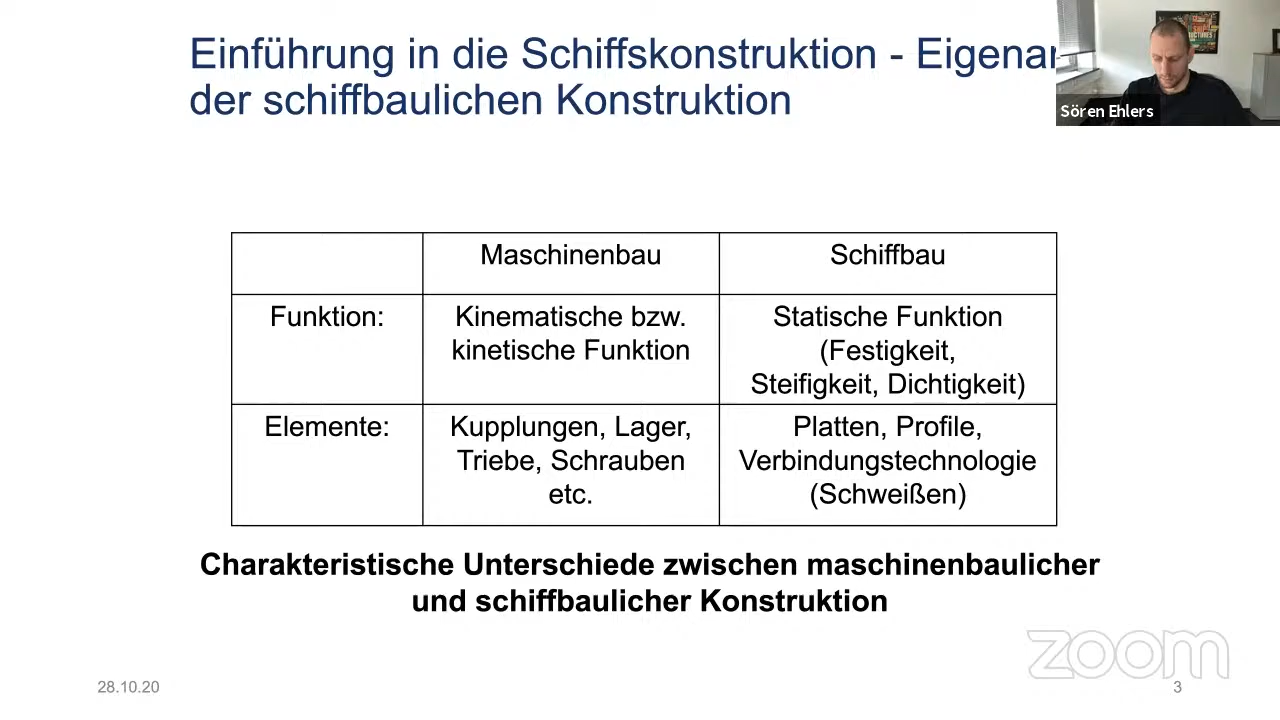 Einführung in die Schiffskonstruktion - Eigenar
der schiffbaulichen Konstruktion
Sören Ehlers
Maschinenbau
Schiffbau
Funktion:
Kinematische bzw.
kinetische Funktion
Statische Funktion
(Festigkeit,
Steifigkeit, Dichtigkeit)
Elemente:
Kupplungen, Lager,
Triebe, Schrauben
etc.
Platten, Profile,
Verbindungstechnologie
(Schweißen)
Charakteristische Unterschiede zwischen maschinenbaulicher
und schiffbaulicher Konstruktion
zoom
28.10.20
3